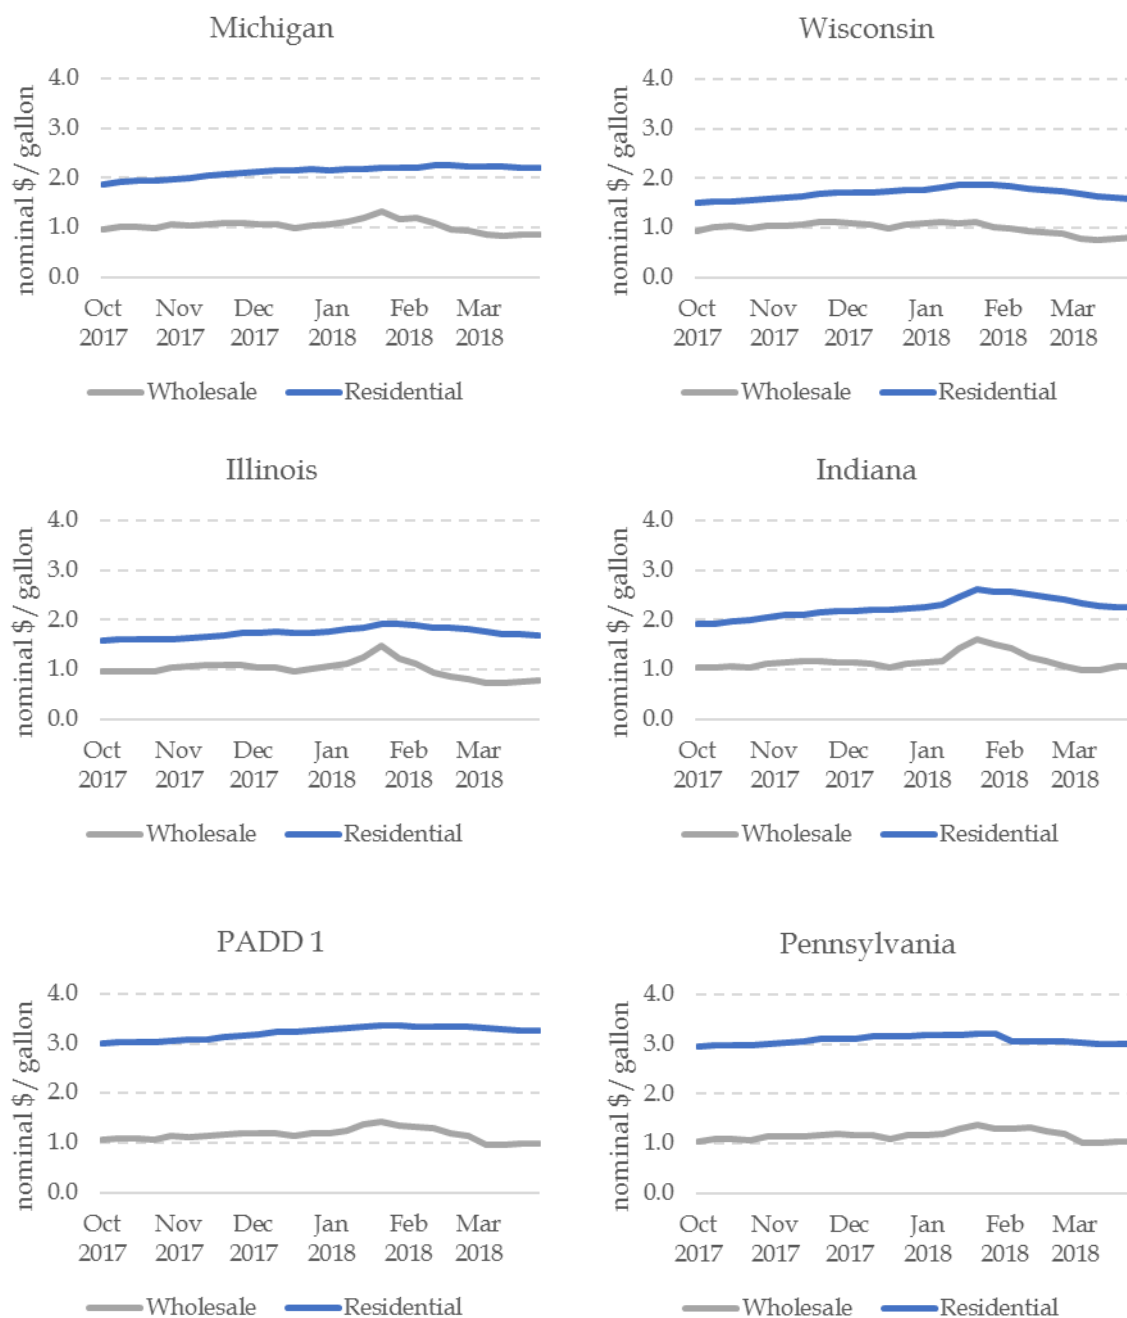 Michigan
nominal $/ gallon
4.0
3.0
2.0
1.0
0.0
Oct Nov Dec Jan Feb Mar
2017 2017 2017 2018 2018 2018
Wholesale Residential
Wisconsin
nominal $/ gallon
4.0
3.0
2.0
1.0
0.0
Oct Nov Dec Jan Feb Mar
2017 2017 2017 2018 2018 2018
Wholesale Residential
Illinois
nominal $/ gallon
4.0
3.0
2.0
1.0
0.0
Oct Nov Dec Jan Feb Mar
2017 2017 2017 2018 2018 2018
Wholesale Residential
Indiana
nominal $/ gallon
4.0
3.0
2.0
1.0
0.0
Oct Nov Dec Jan Feb Mar
2017 2017 2017 2018 2018 2018
Wholesale Residential
PADD 1
nominal $/ gallon
4.0
3.0
2.0
1.0
0.0
Oct Nov Dec Jan Feb Mar
2017 2017 2017 2018 2018 2018
Wholesale Residential
Pennsylvania
nominal $/ gallon
4.0
3.0
2.0
1.0
0.0
Oct Nov Dec Jan Feb Mar
2017 2017 2017 2018 2018 2018
Wholesale Residential